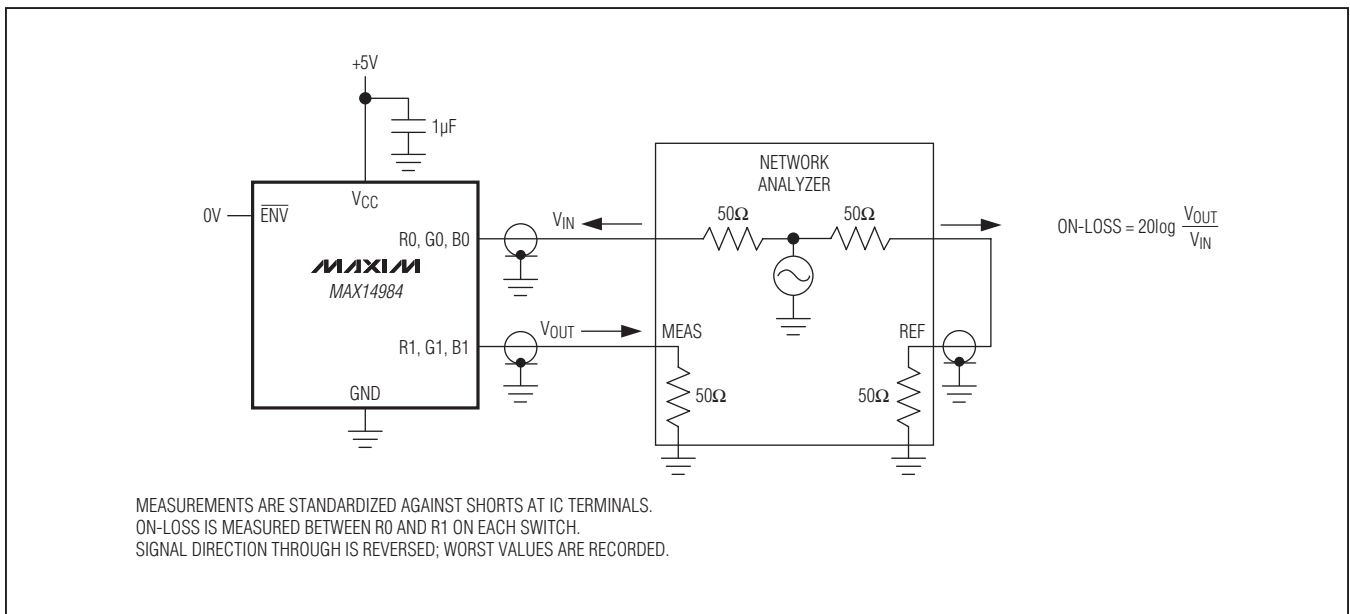 +5V
1µF
NETWORK
ANALYZER
VCC
0V
ENV
50Ω
50Ω
VIN
ON-LOSS = 20log VOUT
VIN
R0, G0, B0
MAXIM
MAX14984
VOUT
MEAS
REF
R1, G1, B1
GND
50Ω
50Ω
MEASUREMENTS ARE STANDARDIZED AGAINST SHORTS AT IC TERMINALS.
ON-LOSS IS MEASURED BETWEEN R0 AND R1 ON EACH SWITCH.
SIGNAL DIRECTION THROUGH IS REVERSED; WORST VALUES ARE RECORDED.